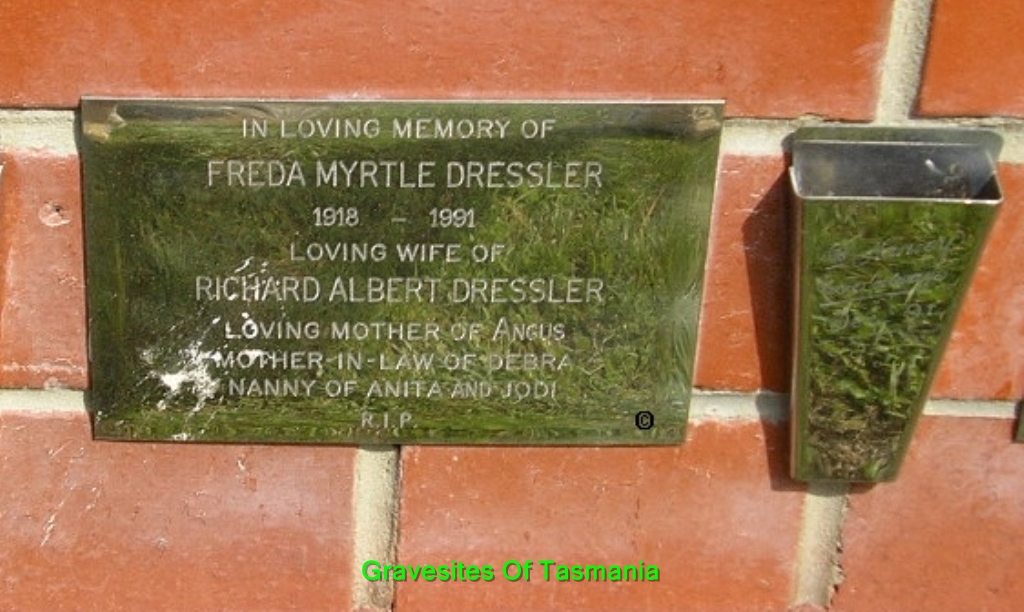 IN LOVING MEMORY OF
FREDA MYRTLE DRESSLER
1918 - 1991
LOVING WIFE OF
RICHARD ALBERT DRESSLER
LOVING MOTHER OF ANGUS
MOTHER-IN-LAW OF DEBRA
NANNY OF ANITA AND JODI
R.I.P.
©
Gravesites Of Tasmania